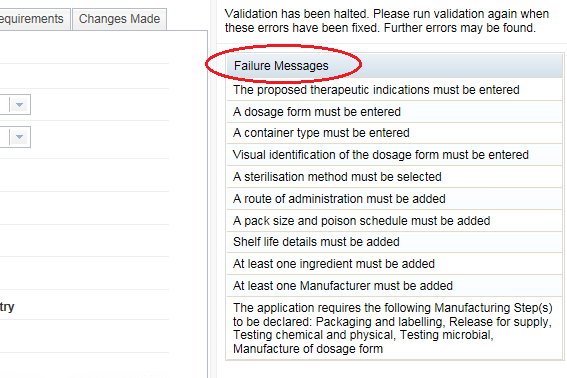 equirements
Changes Made
Validation has been halted. Please run validation again when
these errors have been fixed. Further errors may be found.
Failure Messages
The proposed therapeutic indications must be entered
A dosage form must be entered
A container type must be entered
Visual identification of the dosage form must be entered
A sterilisation method must be selected
A route of administration must be added
A pack size and poison schedule must be added
Shelf life details must be added
At least one ingredient must be added
At least one Manufacturer must be added
try
The application requires the following Manufacturing Step(s)
to be declared: Packaging and labelling, Release for supply,
Testing chemical and physical, Testing microbial,
Manufacture of dosage form